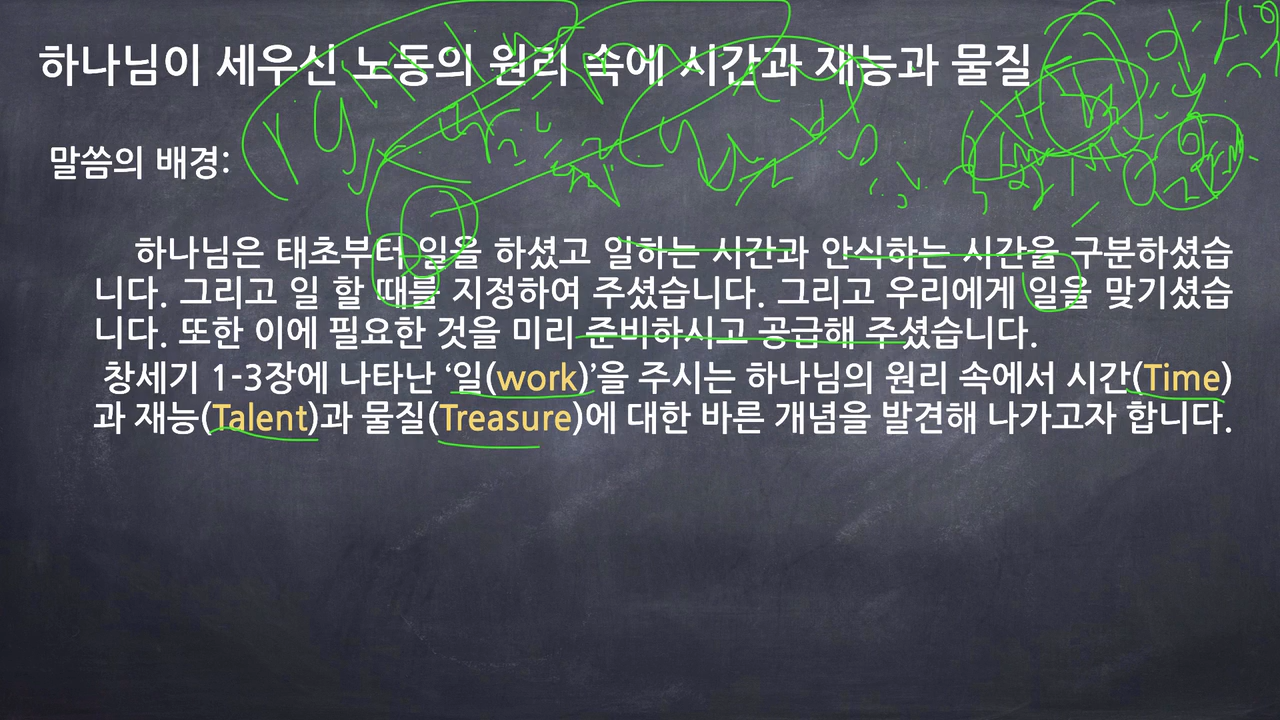 하나님이 세우신 노동의 원리 속에 시간과 재능과 물질
말씀의 배경:
하나님은 태초부터 일을 하셨고 일하는 시간과 안식하는 시간을 구분하셨습
니다. 그리고 일 할 때를 지정하여 주셨습니다. 그리고 우리에게 일을 맞기셨습
니다. 또한 이에 필요한 것을 미리 준비하시고 공급해 주셨습니다.
창세기 1-3장에 나타난 ‘일(work)’을 주시는 하나님의 원리 속에서 시간(Time)
과 재능(Talent)과 물질(Treasure)에 대한 바른 개념을 발견해 나가고자 합니다.